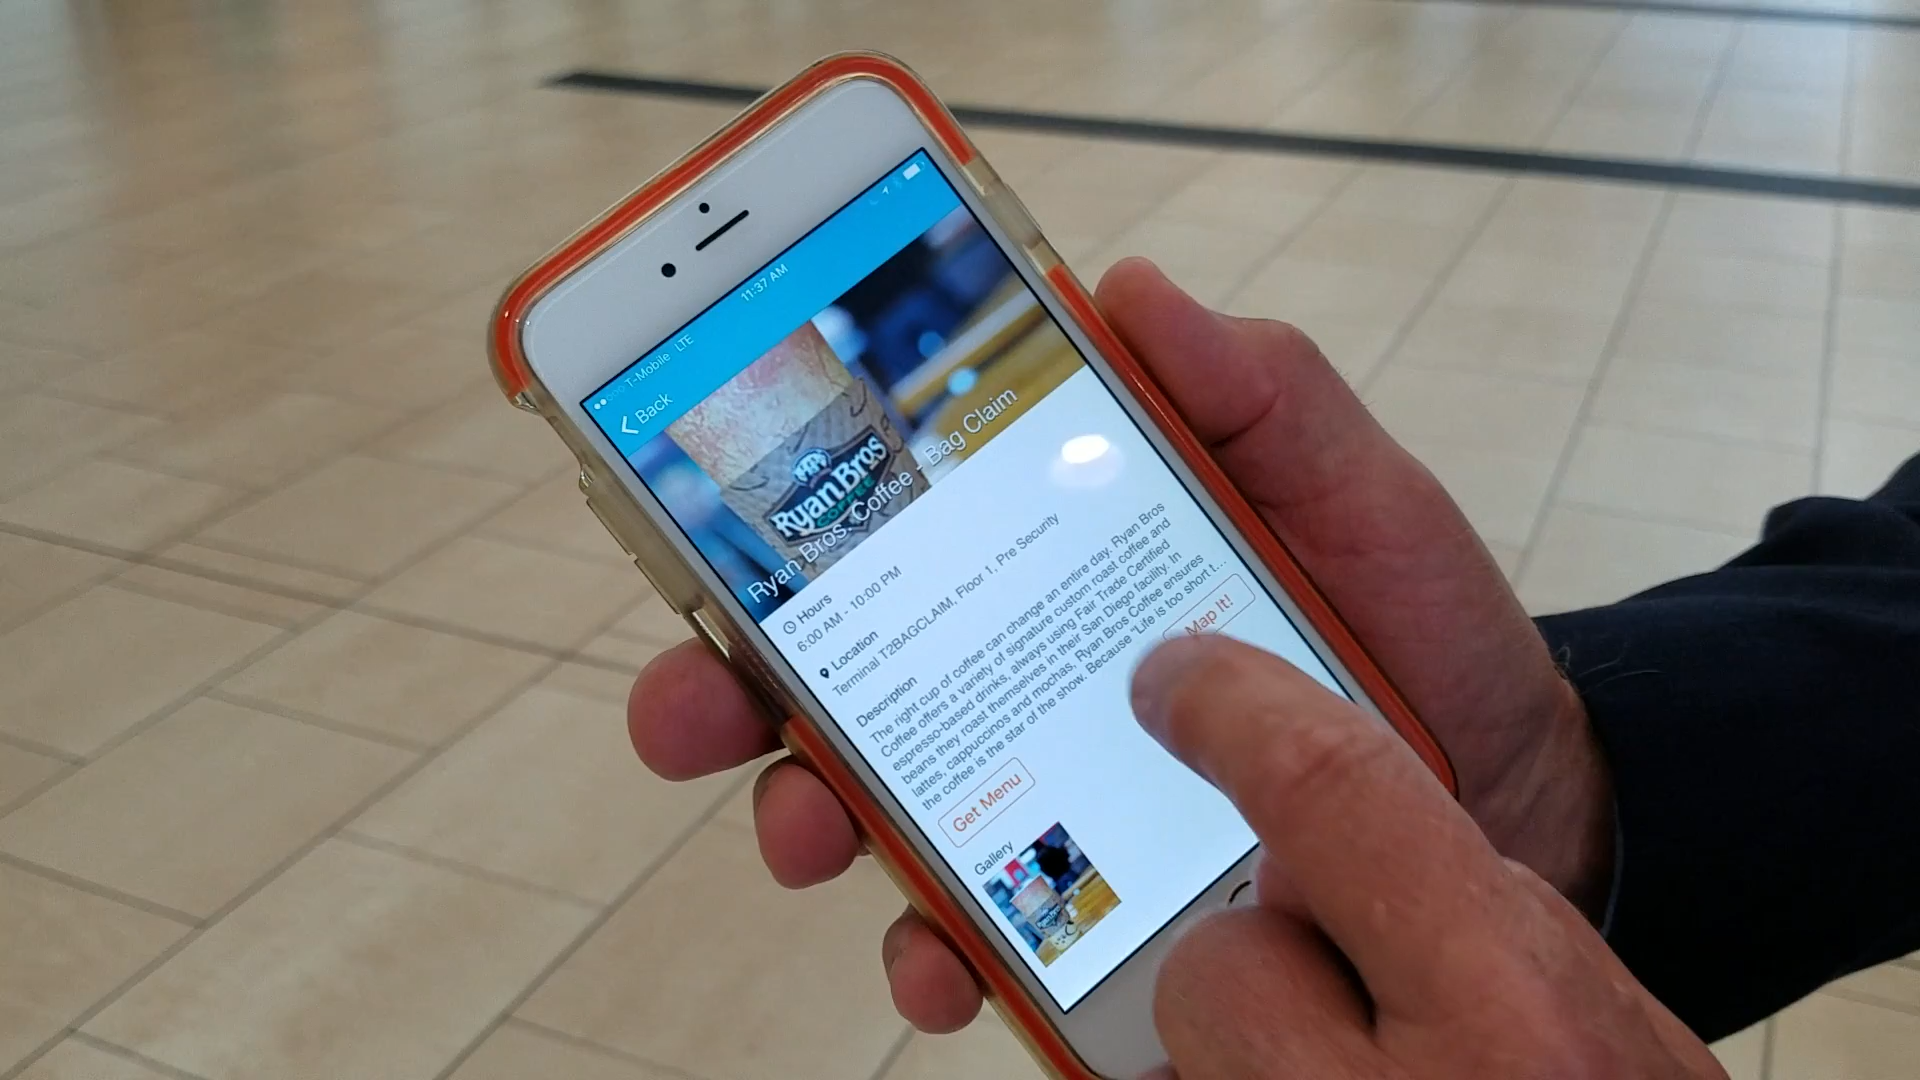 T-Mobile LTE 11:37 AM
Back
Ryan Bros
COFFEE
Ryan Bros. Coffee - Bag Claim
Hours
6:00 AM - 10:00 PM
Location
Terminal T2BAGCLAIM, Floor 1, Pre Security
Description
The right cup of coffee can change an entire day. Ryan Bros
Coffee offers a variety of signature custom roast coffee and
espresso-based drinks, always using Fair Trade Certified
beans they roast themselves in their San Diego facility. In
lattes, cappuccinos and mochas, Ryan Bros Coffee ensures
the coffee is the star of the show. Because "Life is too short t...
Get Menu
Map It!
Gallery